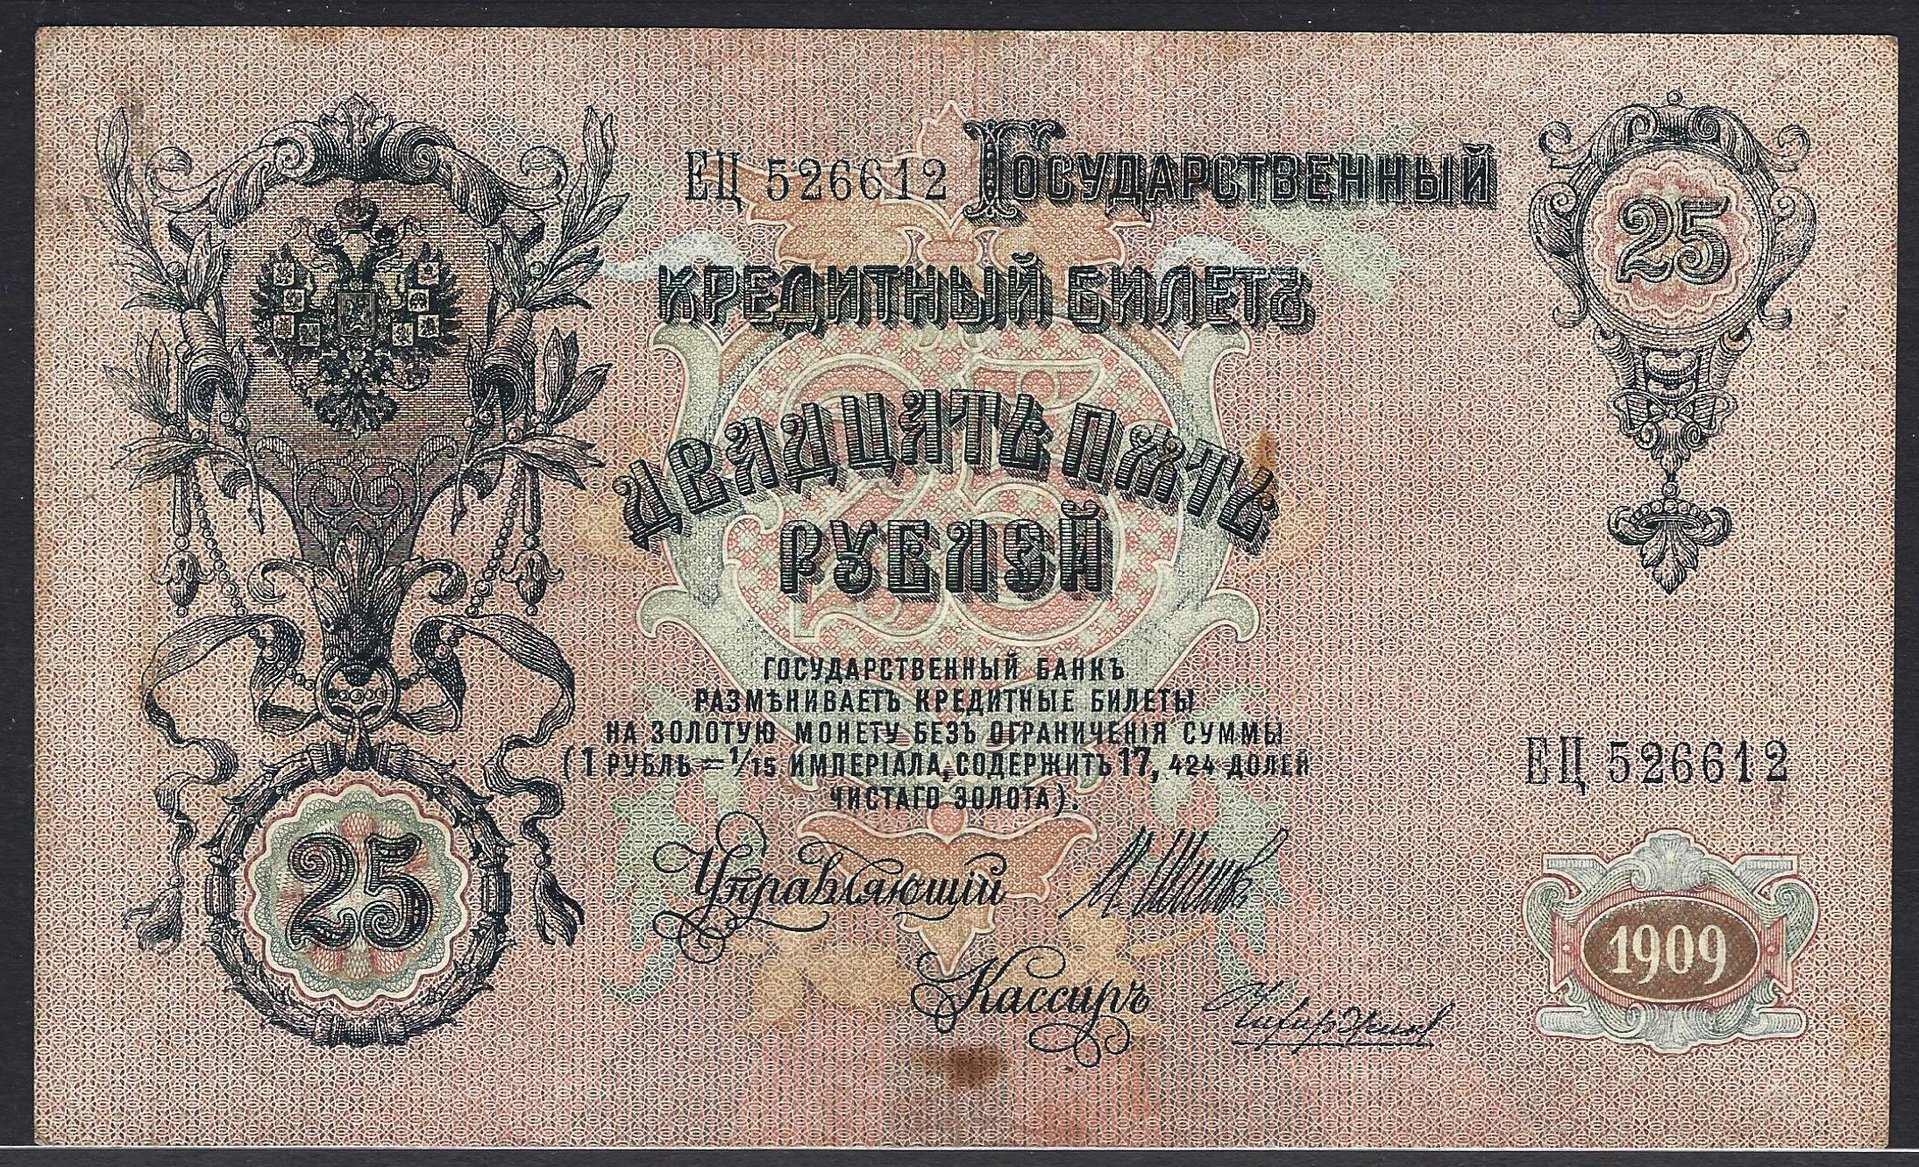 ЕЦ 526612 Государственный
25
КРЕДИТНЫЙ БИЛЕТЪ
ДВАДЦАТЬ ПЯТЬ
РУБЛЕЙ
ГОСУДАРСТВЕННЫЙ БАНКЪ
РАЗМѢНИВАЕТЪ КРЕДИТНЫЕ БИЛЕТЫ
НА ЗОЛОТУЮ МОНЕТУ БЕЗЪ ОГРАНИЧЕНІЯ СУММЫ
(1 РУБЛЬ = 1/15 ИМПЕРІАЛА, СОДЕРЖИТЪ 17, 424 ДОЛЕЙ
ЧИСТАГО ЗОЛОТА).
ЕЦ 526612
25
Управляющій
Кассиръ
1909